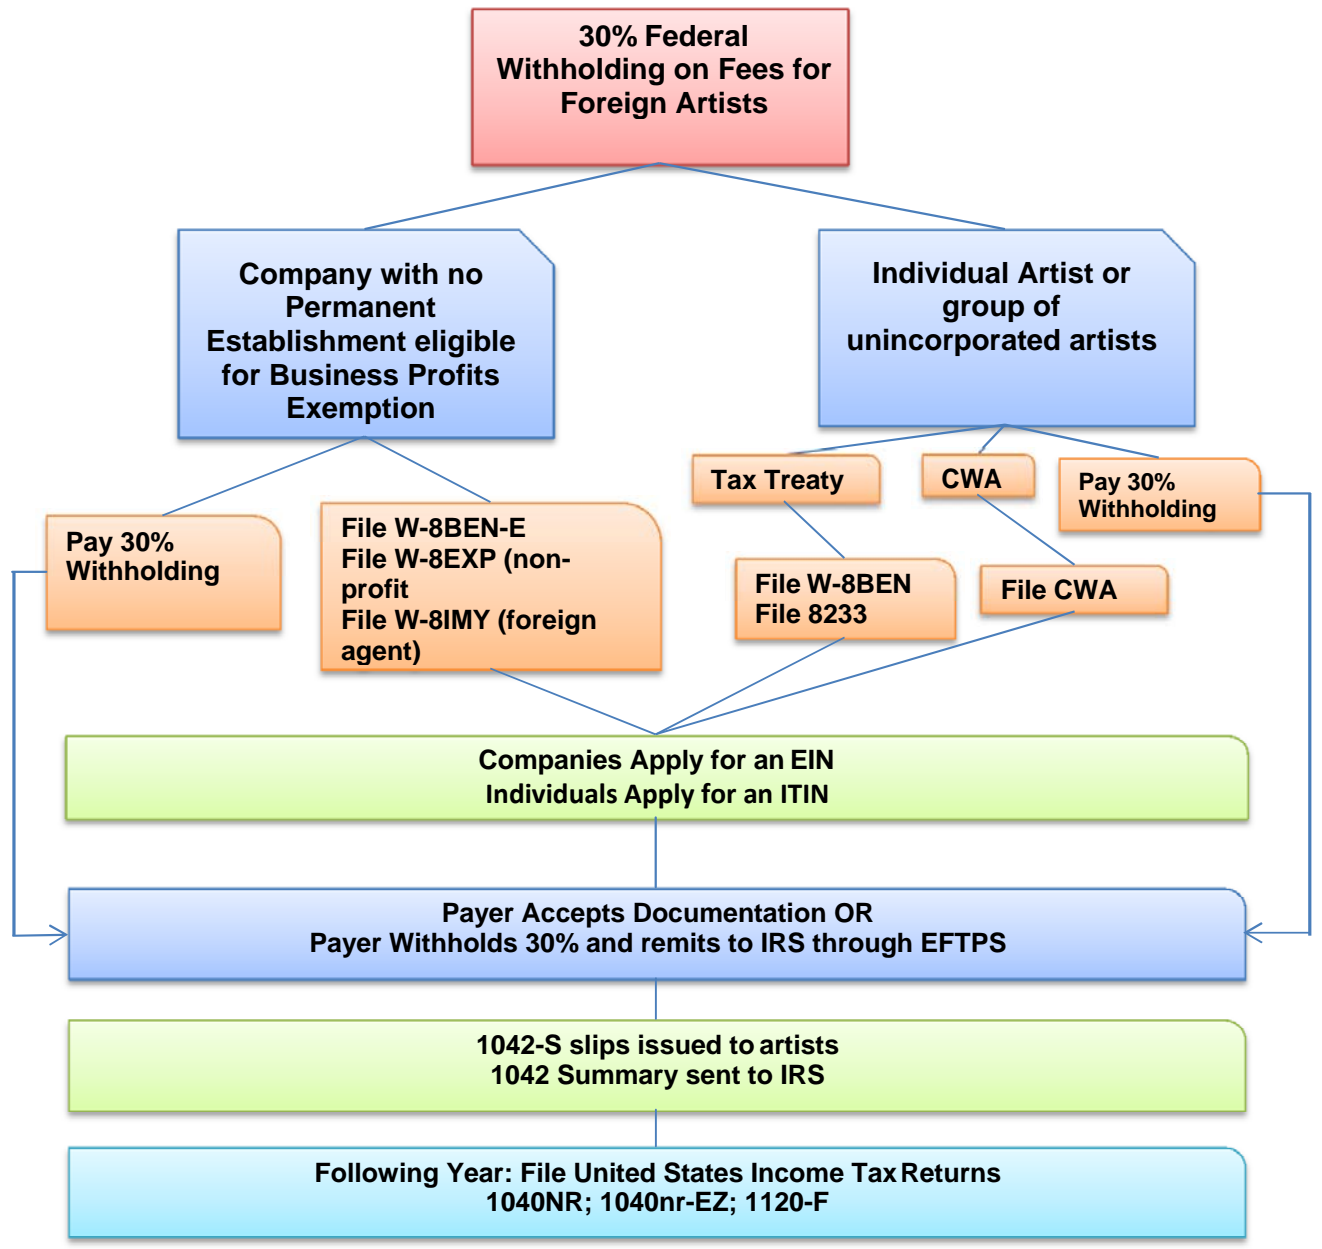 30% Federal
Withholding on Fees for
Foreign Artists
Company with no
Permanent
Establishment eligible
for Business Profits
Exemption
Individual Artist or
group of
unincorporated artists
Tax Treaty
CWA
Pay 30%
Withholding
Pay 30%
Withholding
File W-8BEN-E
File W-8EXP (non-
profit
File W-8IMY (foreign
agent)
File W-8BEN
File 8233
File CWA
Companies Apply for an EIN
Individuals Apply for an ITIN
Payer Accepts Documentation OR
Payer Withholds 30% and remits to IRS through EFTPS
1042-S slips issued to artists
1042 Summary sent to IRS
Following Year: File United States Income Tax Returns
1040NR; 1040nr-EZ; 1120-F